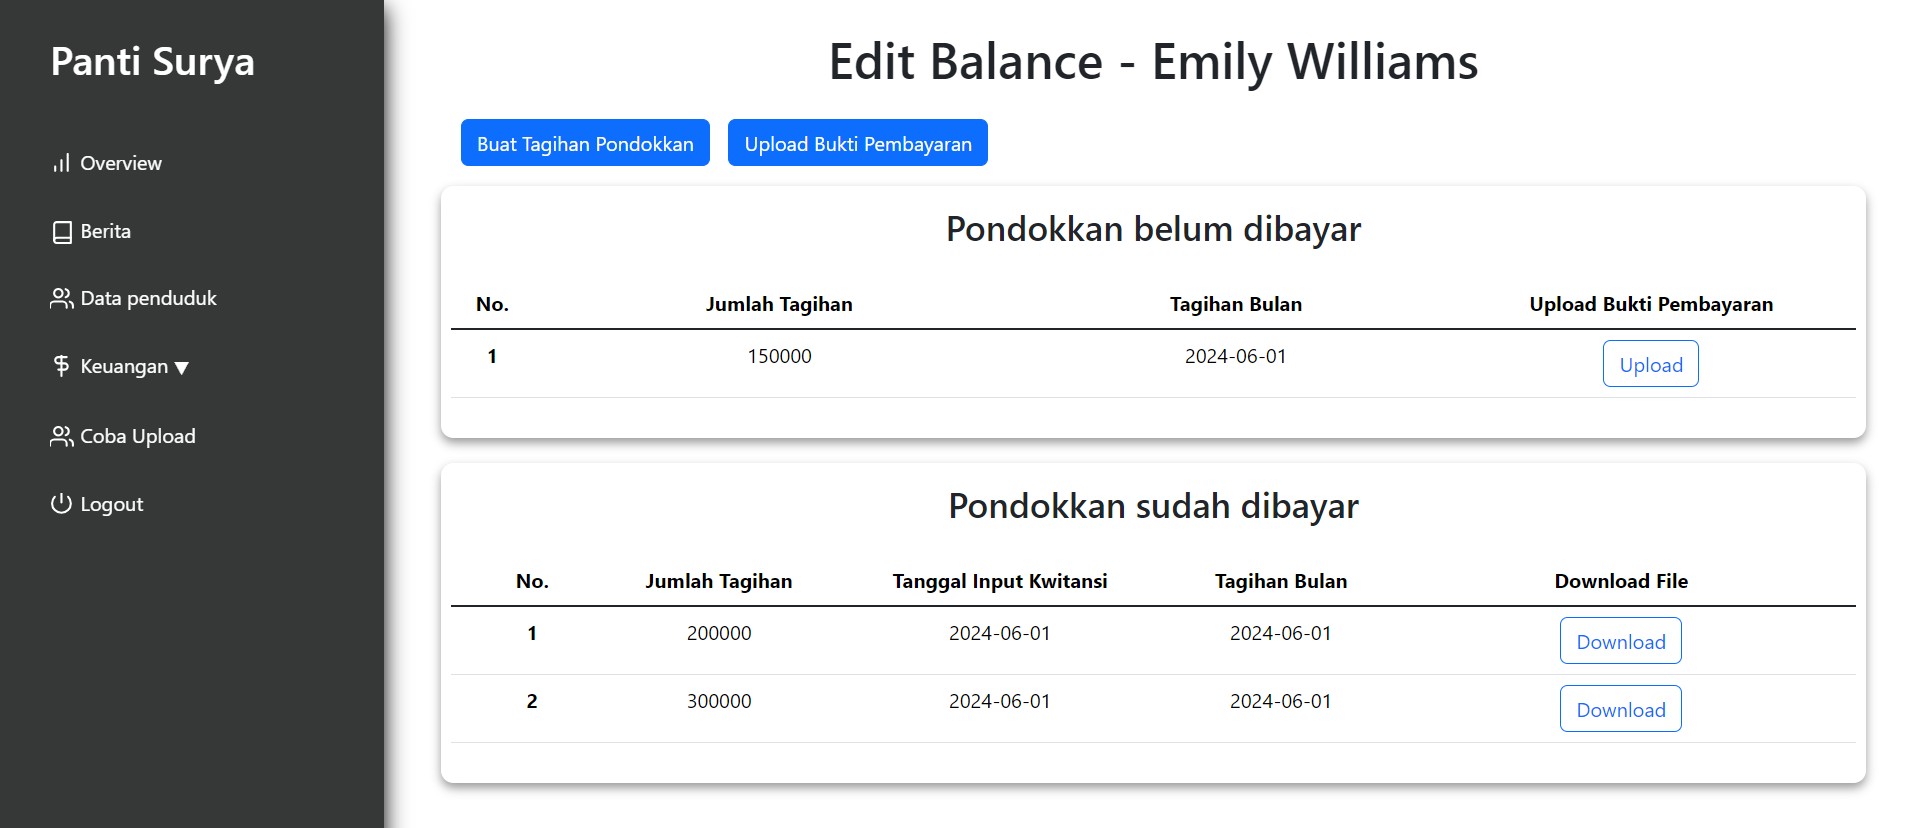 Panti Surya
Overview
Berita
Data penduduk
Keuangan ▼
Coba Upload
Logout
Edit Balance - Emily Williams
Buat Tagihan Pondokkan Upload Bukti Pembayaran
Pondokkan belum dibayar
No. Jumlah Tagihan Tagihan Bulan Upload Bukti Pembayaran
1 150000 2024-06-01 Upload
Pondokkan sudah dibayar
No. Jumlah Tagihan Tanggal Input Kwitansi Tagihan Bulan Download File
1 200000 2024-06-01 2024-06-01 Download
2 300000 2024-06-01 2024-06-01 Download